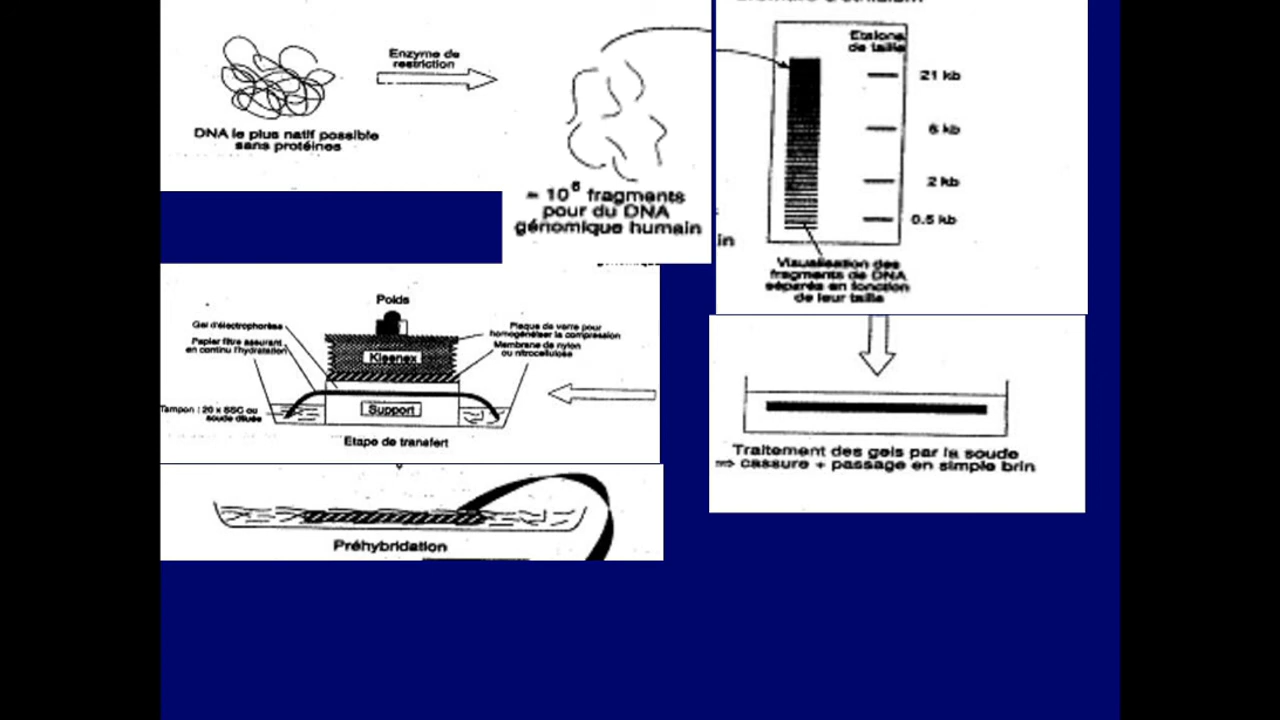 Enzyme de
restriction
DNA le plus natif possible
sans protéines
≈ 10⁶ fragments
pour du DNA
génomique humain
Etalons
de taille
21 kb
6 kb
2 kb
0.5 kb
in
Visualisation des
fragments de DNA
séparés en fonction
de leur taille
Traitement des gels par la soude
⇒ cassure + passage en simple brin
Poids
Gel d'électrophorèse
Papier filtre assurant
en continu l'hydratation
Plaque de verre pour
homogénéiser la compression
Membrane de nylon
ou nitrocellulose
Kleenex
Support
Tampon : 20 x SSC ou
soude diluée
Etape de transfert
Préhybridation